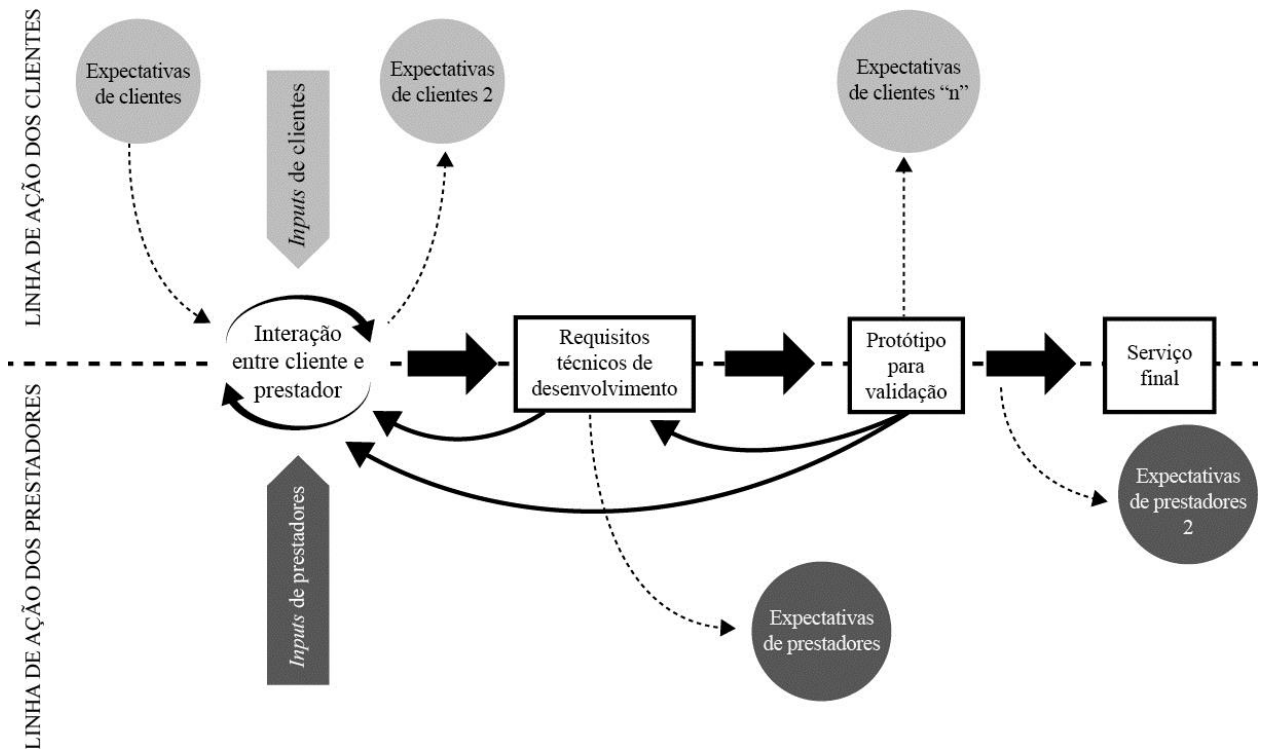 LINHA DE AÇÃO DOS CLIENTES
Expectativas
de clientes
Inputs de clientes
Expectativas
de clientes 2
Expectativas
de clientes “n”
Interação
entre cliente e
prestador
Requisitos
técnicos de
desenvolvimento
Protótipo
para
validação
Serviço
final
LINHA DE AÇÃO DOS PRESTADORES
Inputs de prestadores
Expectativas
de prestadores
Expectativas
de prestadores
2